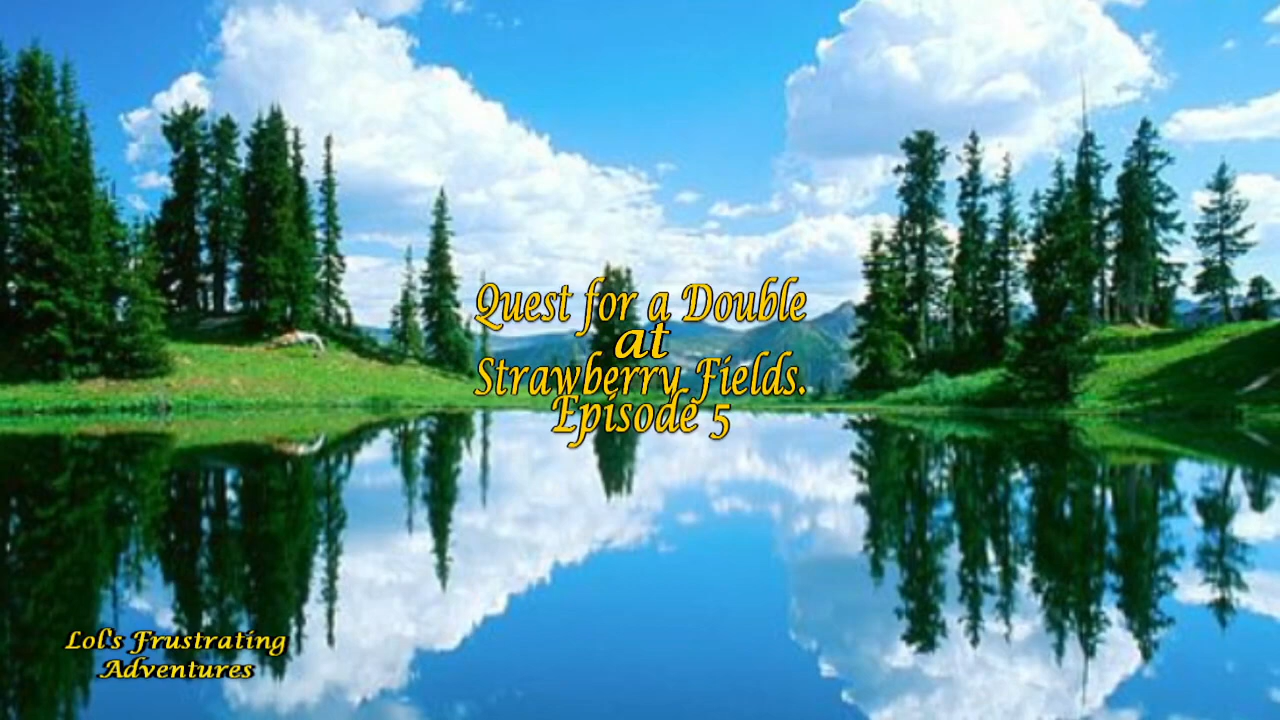 Quest for a Double
at
Strawberry Fields.
Episode 5
Lol's Frustrating
Adventures